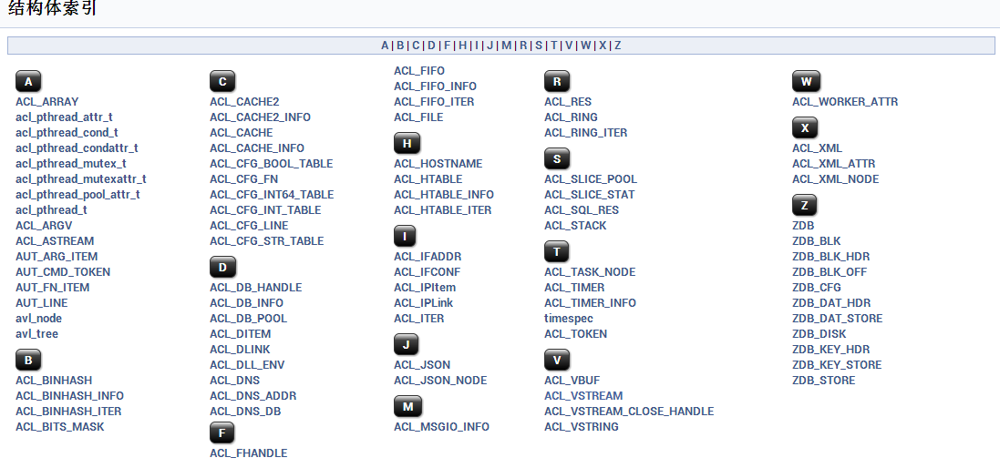 结构体索引
A | B | C | D | F | H | I | J | M | R | S | T | V | W | X | Z
A
ACL_ARRAY
acl_pthread_attr_t
acl_pthread_cond_t
acl_pthread_condattr_t
acl_pthread_mutex_t
acl_pthread_mutexattr_t
acl_pthread_pool_attr_t
acl_pthread_t
ACL_ARGV
ACL_ASTREAM
AUT_ARG_ITEM
AUT_CMD_TOKEN
AUT_FN_ITEM
AUT_LINE
avl_node
avl_tree
B
ACL_BINHASH
ACL_BINHASH_INFO
ACL_BINHASH_ITER
ACL_BITS_MASK
C
ACL_CACHE2
ACL_CACHE2_INFO
ACL_CACHE
ACL_CACHE_INFO
ACL_CFG_BOOL_TABLE
ACL_CFG_FN
ACL_CFG_INT64_TABLE
ACL_CFG_INT_TABLE
ACL_CFG_LINE
ACL_CFG_STR_TABLE
D
ACL_DB_HANDLE
ACL_DB_INFO
ACL_DB_POOL
ACL_DITEM
ACL_DLINK
ACL_DLL_ENV
ACL_DNS
ACL_DNS_ADDR
ACL_DNS_DB
F
ACL_FHANDLE
ACL_FIFO
ACL_FIFO_INFO
ACL_FIFO_ITER
ACL_FILE
H
ACL_HOSTNAME
ACL_HTABLE
ACL_HTABLE_INFO
ACL_HTABLE_ITER
I
ACL_IFADDR
ACL_IFCONF
ACL_IPItem
ACL_IPLink
ACL_ITER
J
ACL_JSON
ACL_JSON_NODE
M
ACL_MSGIO_INFO
R
ACL_RES
ACL_RING
ACL_RING_ITER
S
ACL_SLICE_POOL
ACL_SLICE_STAT
ACL_SQL_RES
ACL_STACK
T
ACL_TASK_NODE
ACL_TIMER
ACL_TIMER_INFO
timespec
ACL_TOKEN
V
ACL_VBUF
ACL_VSTREAM
ACL_VSTREAM_CLOSE_HANDLE
ACL_VSTRING
W
ACL_WORKER_ATTR
X
ACL_XML
ACL_XML_ATTR
ACL_XML_NODE
Z
ZDB
ZDB_BLK
ZDB_BLK_HDR
ZDB_BLK_OFF
ZDB_CFG
ZDB_DAT_HDR
ZDB_DAT_STORE
ZDB_DISK
ZDB_KEY_HDR
ZDB_KEY_STORE
ZDB_STORE